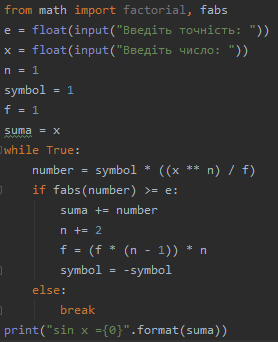 from math import factorial, fabs
e = float(input("Введіть точність: "))
x = float(input("Введіть число: "))
n = 1
symbol = 1
f = 1
suma = x
while True:
    number = symbol * ((x ** n) / f)
    if fabs(number) >= e:
        suma += number
        n += 2
        f = (f * (n - 1)) * n
        symbol = -symbol
    else:
        break
print("sin x ={0}".format(suma))